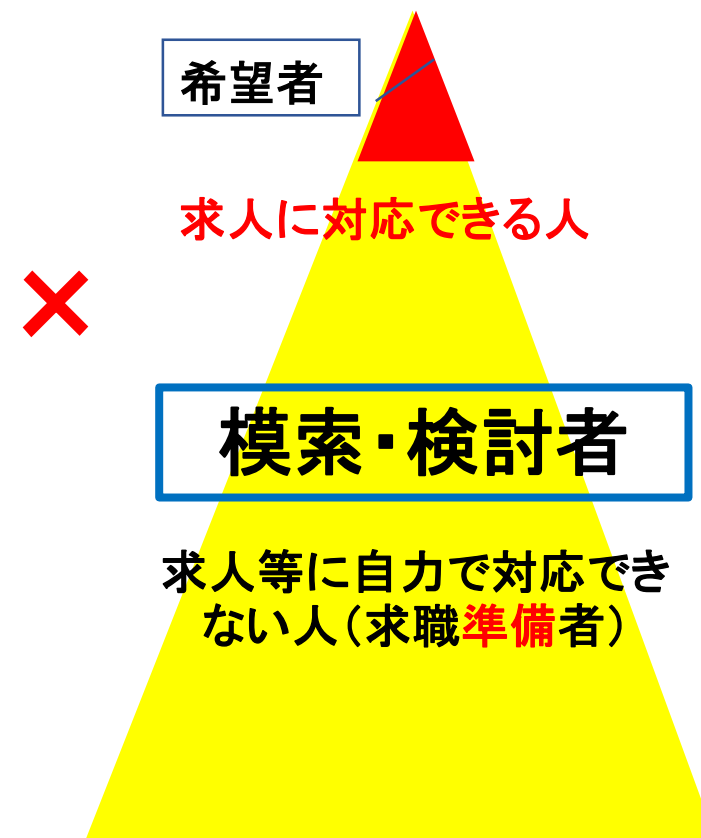 希望者
求人に対応できる人
×
模索・検討者
求人等に自力で対応でき
ない人（求職準備者）